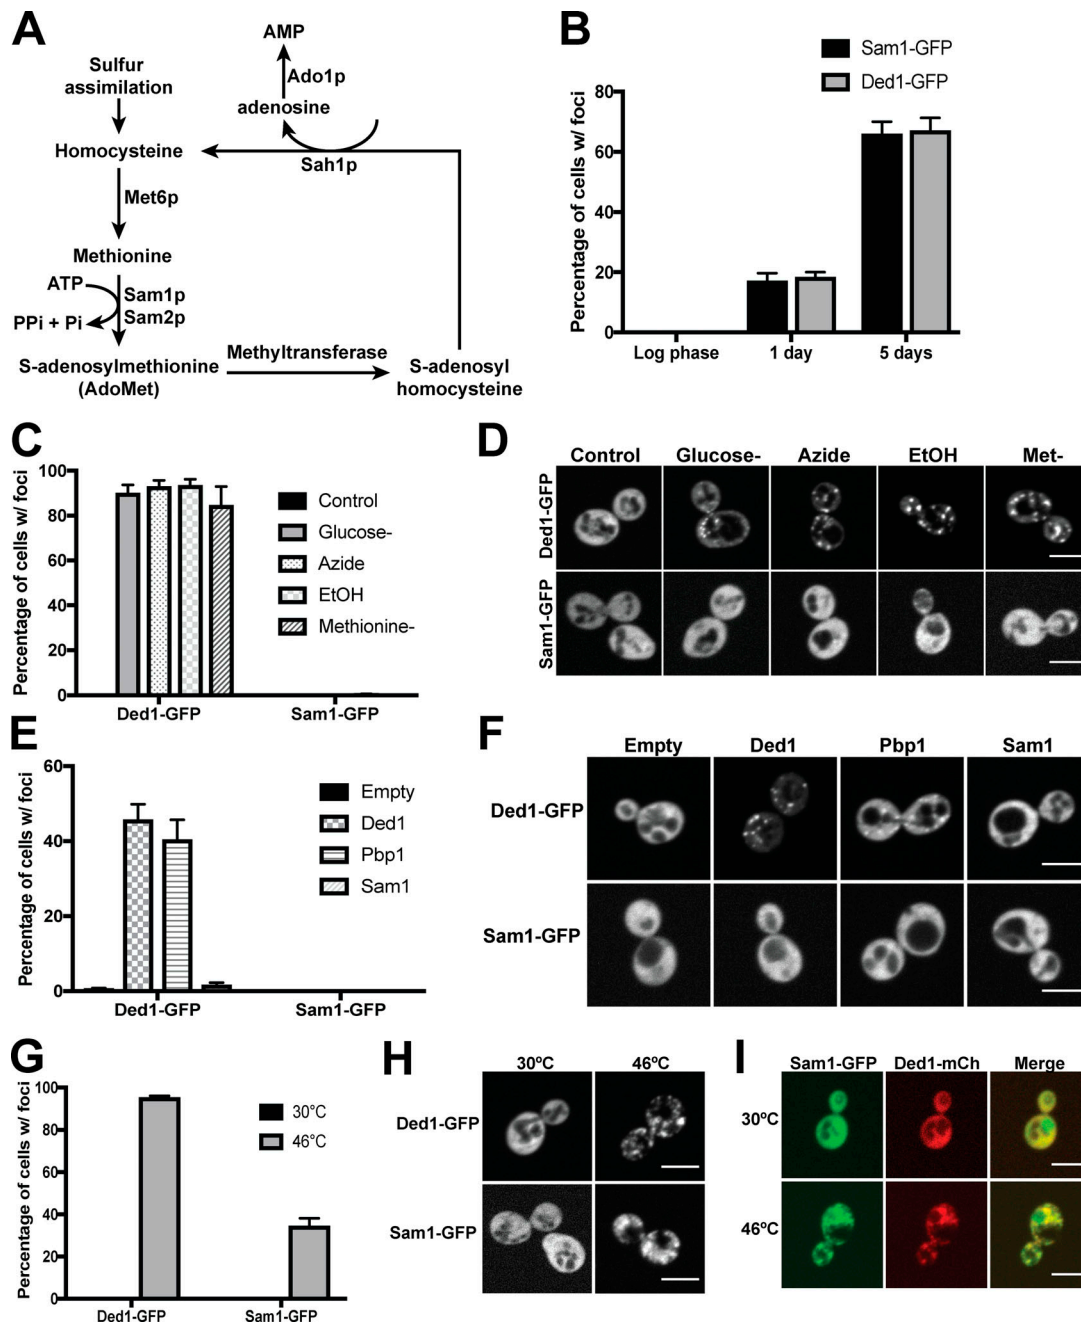 A
AMP
Ado1p
Sulfur
assimilation
adenosine
Homocysteine
Sah1p
Met6p
Methionine
ATP
Sam1p
PPi + Pi
Sam2p
S-adenosylmethionine
(AdoMet)
Methyltransferase
S-adenosyl
homocysteine
B
Sam1-GFP
Ded1-GFP
Percentage of cells w/ foci
80
60
40
20
0
Log phase
1 day
5 days
C
Percentage of cells w/ foci
100
80
60
40
20
0
Control
Glucose-
Azide
EtOH
Methionine-
Ded1-GFP
Sam1-GFP
D
Control
Glucose-
Azide
EtOH
Met-
Ded1-GFP
Sam1-GFP
E
Percentage of cells w/ foci
60
40
20
0
Empty
Ded1
Pbp1
Sam1
Ded1-GFP
Sam1-GFP
F
Empty
Ded1
Pbp1
Sam1
Ded1-GFP
Sam1-GFP
G
Percentage of cells w/ foci
100
80
60
40
20
0
30°C
46°C
Ded1-GFP
Sam1-GFP
H
30ºC
46ºC
Ded1-GFP
Sam1-GFP
I
Sam1-GFP
Ded1-mCh
Merge
30ºC
46ºC